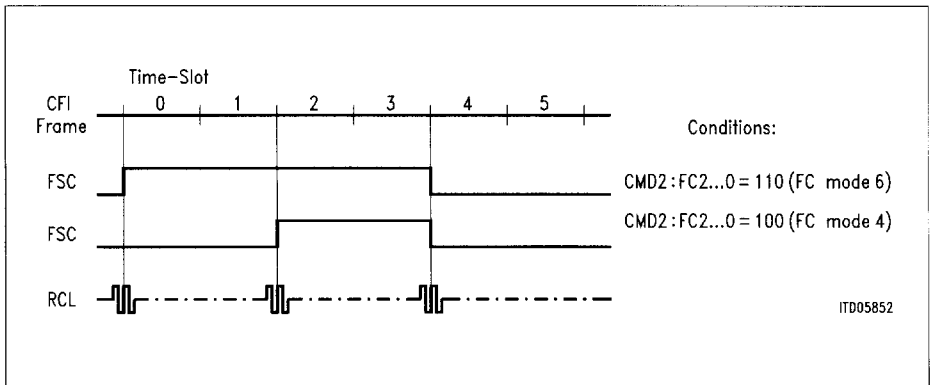 Time-Slot
CFI Frame 0 1 2 3 4 5
Conditions:
FSC CMD2:FC2...0 = 110 (FC mode 6)
FSC CMD2:FC2...0 = 100 (FC mode 4)
RCL
ITD05852